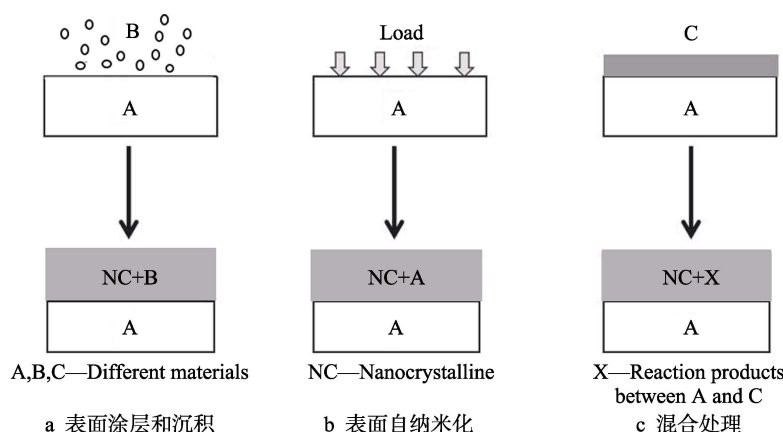 B
A
NC+B
A
A,B,C—Different materials
a 表面涂层和沉积
Load
A
NC+A
A
NC—Nanocrystalline
b 表面自纳米化
C
A
NC+X
A
X—Reaction products
between A and C
c 混合处理